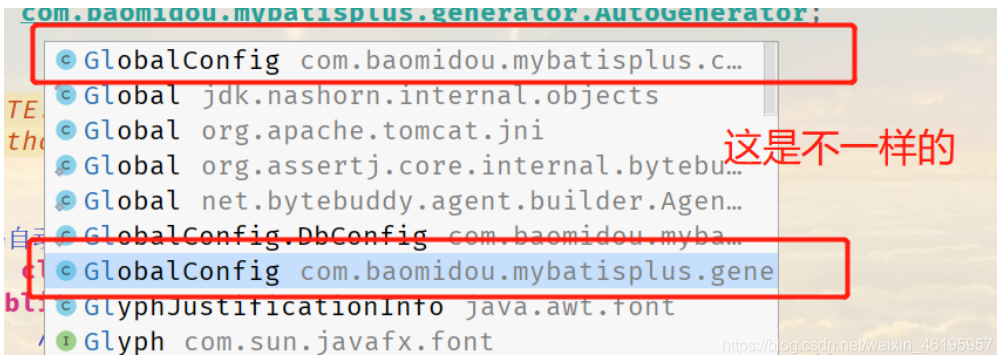 com.baomidou.mybatisplus.generator.AutoGenerator;
GlobalConfig com.baomidou.mybatisplus.c…
Global jdk.nashorn.internal.objects
TE.
Global org.apache.tomcat.jni
tho
Global org.assertj.core.internal.bytebu…
这是不一样的
Global net.bytebuddy.agent.builder.Agen…
自动
GlobalConfig.DbConfig com.baomidou.myba…
cl
GlobalConfig com.baomidou.mybatisplus.gene
bli
GlyphJustificationInfo java.awt.font
Glyph com.sun.javafx.font
https://blog.csdn.net/weixin_46195957